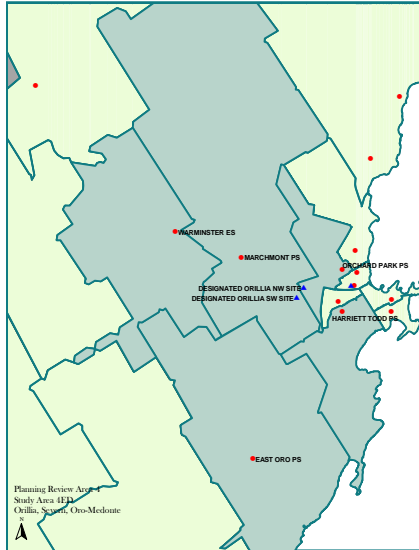 WARMINSTER ES
MARCHMONT PS
ORCHARD PARK PS
DESIGNATED ORILLIA NW SITE
DESIGNATED ORILLIA SW SITE
HARRIETT TODD PS
EAST ORO PS
Planning Review Area 4
Study Area 4ED
Orillia, Severn, Oro-Medonte
N